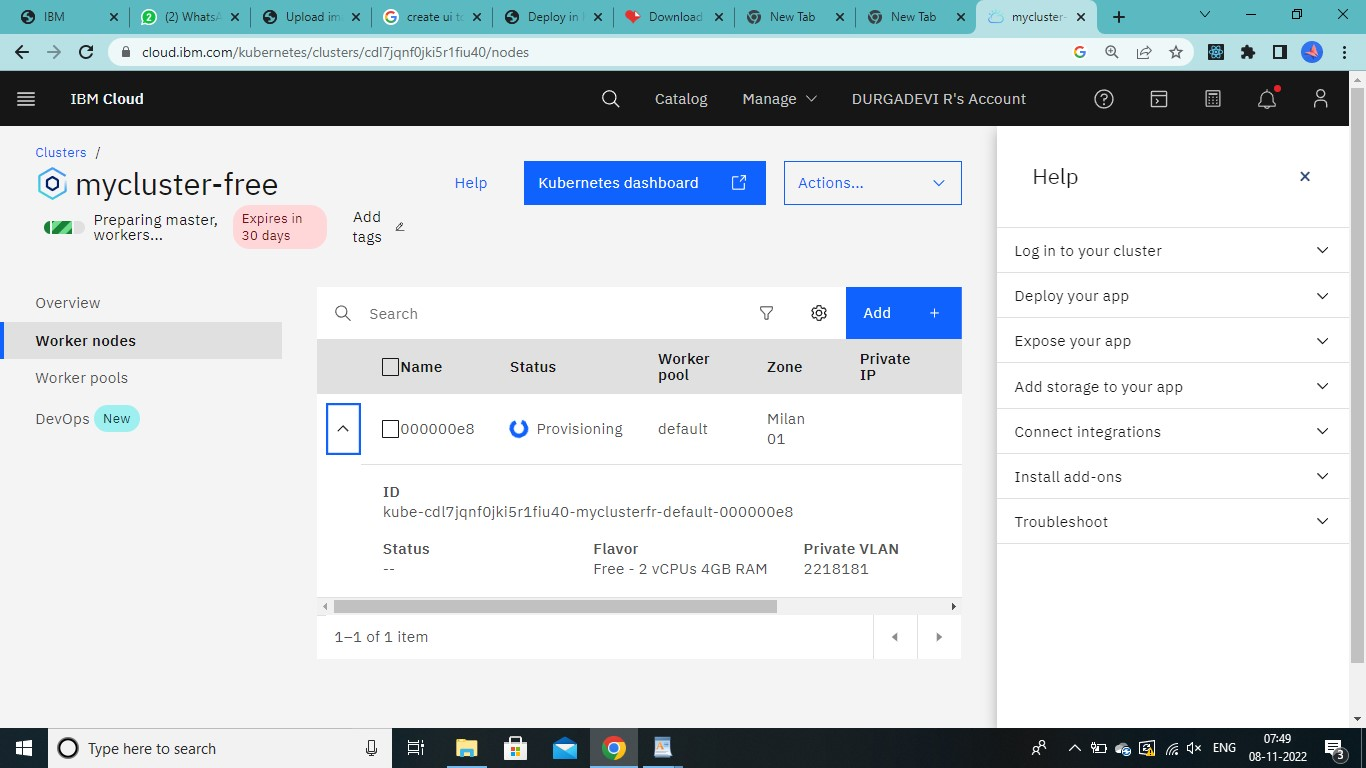 IBM
(2) WhatsA
Upload im
create ui t
Deploy in
Download
New Tab
New Tab
mycluster-
cloud.ibm.com/kubernetes/clusters/cdl7jqnf0jki5r1fiu40/nodes
IBM Cloud
Catalog
Manage
DURGADEVI R's Account
Clusters /
mycluster-free
Help
Kubernetes dashboard
Actions...
Preparing master,
workers...
Expires in
30 days
Add
tags
Overview
Worker nodes
Worker pools
DevOps New
Search
Add +
Name
Status
Worker
pool
Zone
Private
IP
000000e8
Provisioning
default
Milan
01
ID
kube-cdl7jqnf0jki5r1fiu40-myclusterfr-default-000000e8
Status
--
Flavor
Free - 2 vCPUs 4GB RAM
Private VLAN
2218181
1–1 of 1 item
Help
Log in to your cluster
Deploy your app
Expose your app
Add storage to your app
Connect integrations
Install add-ons
Troubleshoot
Type here to search
ENG
07:49
08-11-2022
3